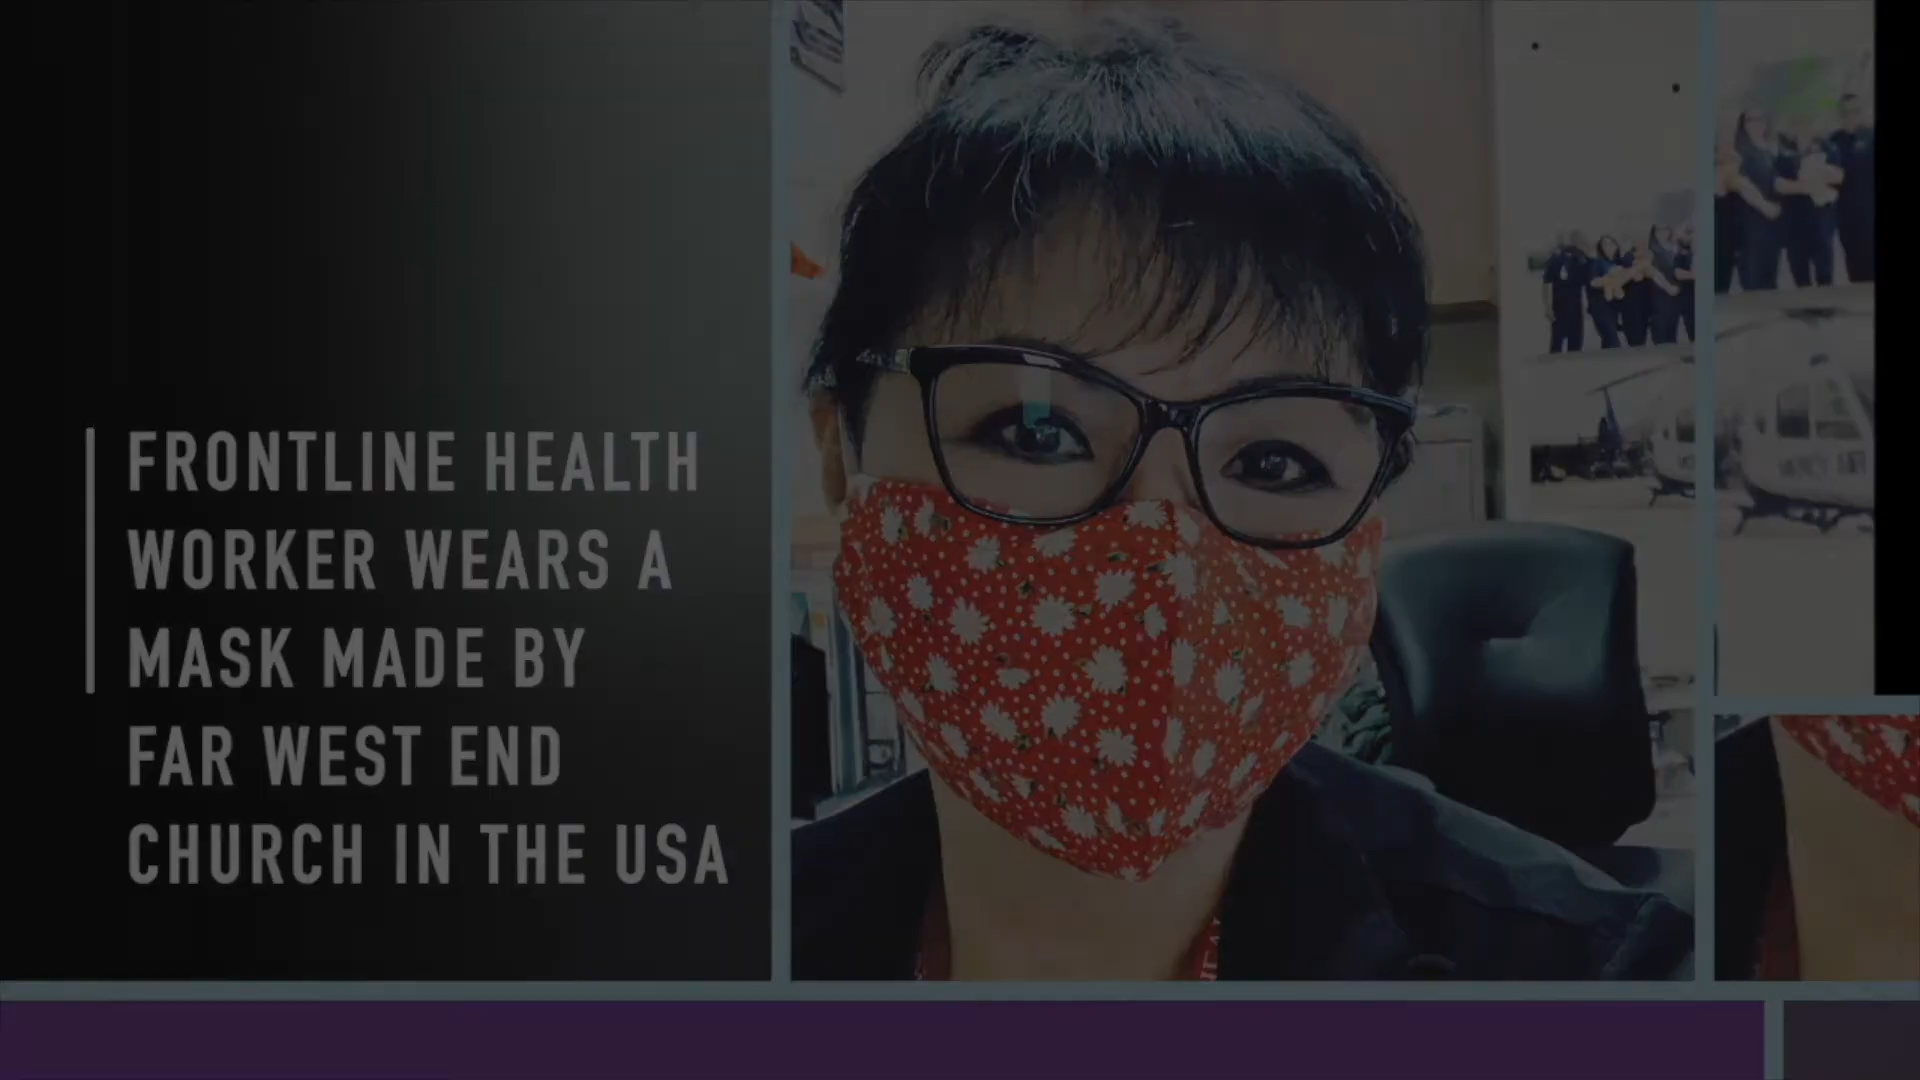 FRONTLINE HEALTH
WORKER WEARS A
MASK MADE BY
FAR WEST END
CHURCH IN THE USA